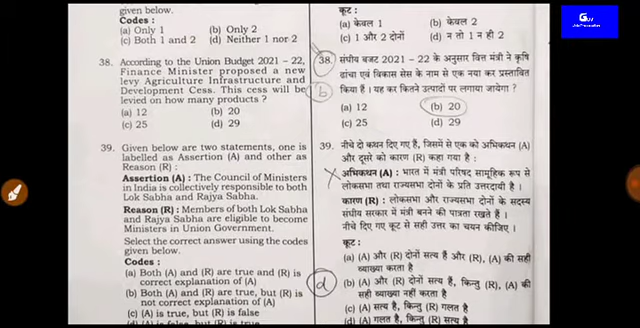 given below.
Codes :
(a) Only 1 (b) Only 2
(c) Both 1 and 2 (d) Neither 1 nor 2
38. According to the Union Budget 2021 – 22,
Finance Minister proposed a new
levy Agriculture Infrastructure and
Development Cess. This cess will be
levied on how many products ?
(a) 12 (b) 20
(c) 25 (d) 29
39. Given below are two statements, one is
labelled as Assertion (A) and other as
Reason (R) :
Assertion (A) : The Council of Ministers
in India is collectively responsible to both
Lok Sabha and Rajya Sabha.
Reason (R) : Members of both Lok Sabha
and Rajya Sabha are eligible to become
Ministers in Union Government.
Select the correct answer using the codes
given below.
Codes :
(a) Both (A) and (R) are true and (R) is
correct explanation of (A)
(b) Both (A) and (R) are true, but (R) is
not correct explanation of (A)
(c) (A) is true, but (R) is false
(d) (A) is false, but (R) is true
कूट :
(a) केवल 1 (b) केवल 2
(c) 1 और 2 दोनों (d) न तो 1 न ही 2
38. संघीय बजट 2021 – 22 के अनुसार वित्त मंत्री ने कृषि
ढांचा एवं विकास सेस के नाम से एक नया कर प्रस्तावित
b किया है। यह कर कितने उत्पादों पर लगाया जायेगा ?
(a) 12 (b) 20
(c) 25 (d) 29
39. नीचे दो कथन दिए गए हैं, जिसमें से एक को अभिकथन (A)
और दूसरे को कारण (R) कहा गया है :
अभिकथन (A) : भारत में मंत्री परिषद सामूहिक रूप से
लोकसभा तथा राज्यसभा दोनों के प्रति उत्तरदायी है।
कारण (R) : लोकसभा और राज्यसभा दोनों के सदस्य
संघीय सरकार में मंत्री बनने की पात्रता रखते हैं ।
नीचे दिए गए कूट से सही उत्तर का चयन कीजिए ।
कूट :
(a) (A) और (R) दोनों सत्य हैं और (R), (A) की सही
व्याख्या करता है
d (b) (A) और (R) दोनों सत्य हैं, किन्तु (R), (A) की
सही व्याख्या नहीं करता है
(c) (A) सत्य है, किन्तु (R) गलत है
(d) (A) गलत है, किन्तु (R) सत्य है